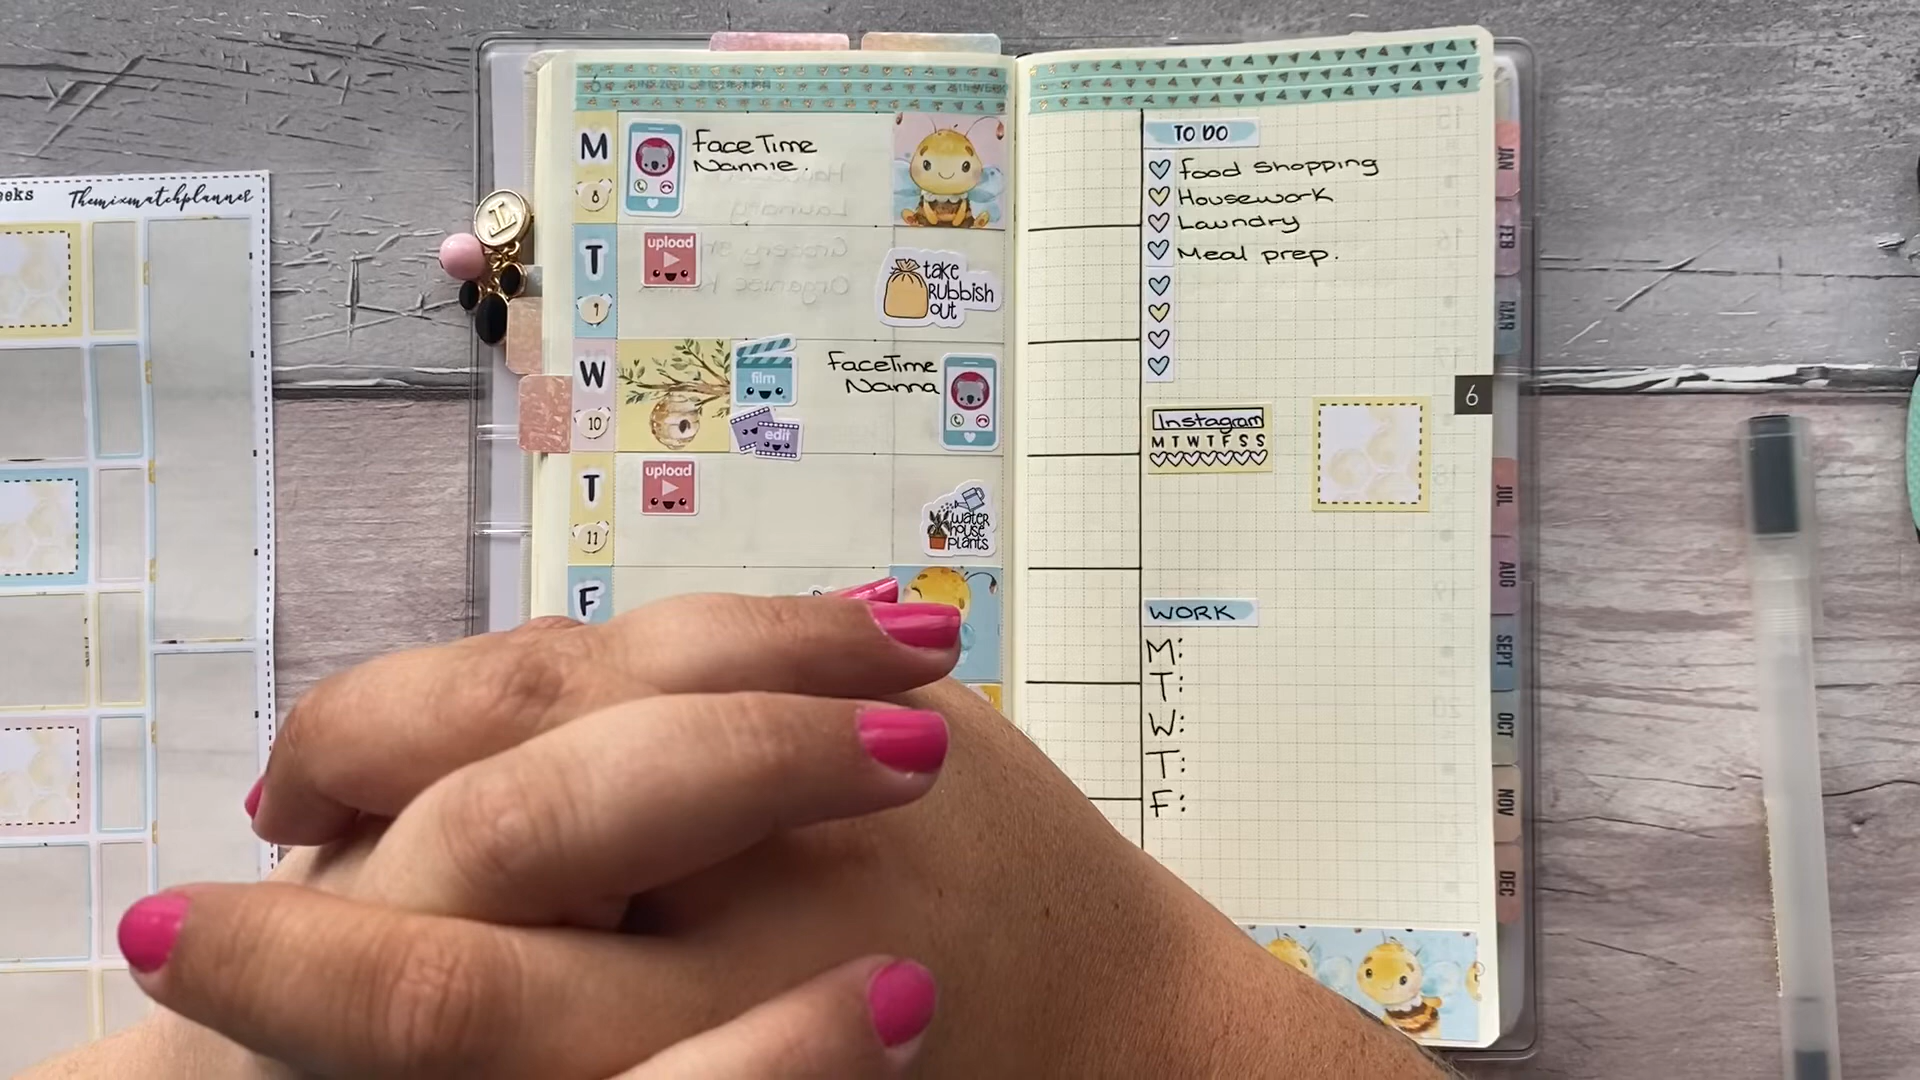 eeks Themixmatchplanner
M
8
FaceTime
Nannie.
T
9
upload
take
Rubbish
out
W
10
film
edit
FaceTime
Nanna
T
11
upload
water
house
plants
F
TO DO
food shopping
Housework
Laundry
Meal prep.
Instagram
M T W T F S S
WORK
M:
T:
W:
T:
F:
6
JAN
FEB
MAR
JUL
AUG
SEPT
OCT
NOV
DEC